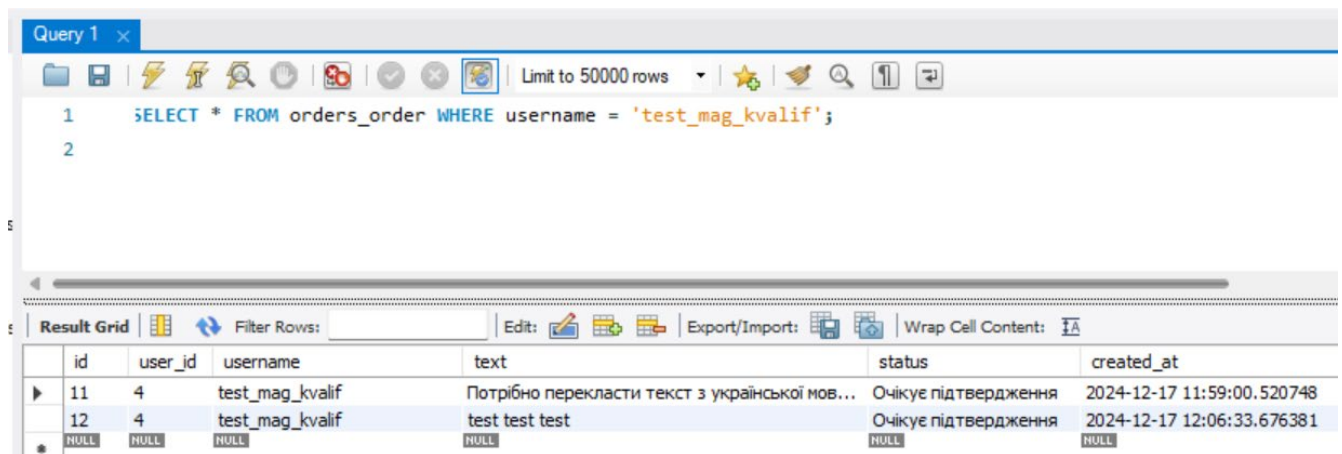 Query 1
Limit to 50000 rows
1 SELECT * FROM orders_order WHERE username = 'test_mag_kvalif';
2
Result Grid Filter Rows: Edit: Export/Import: Wrap Cell Content:
id user_id username text status created_at
11 4 test_mag_kvalif Потрібно перекласти текст з української мов... Очікує підтвердження 2024-12-17 11:59:00.520748
12 4 test_mag_kvalif test test test Очікує підтвердження 2024-12-17 12:06:33.676381
NULL NULL NULL NULL NULL NULL